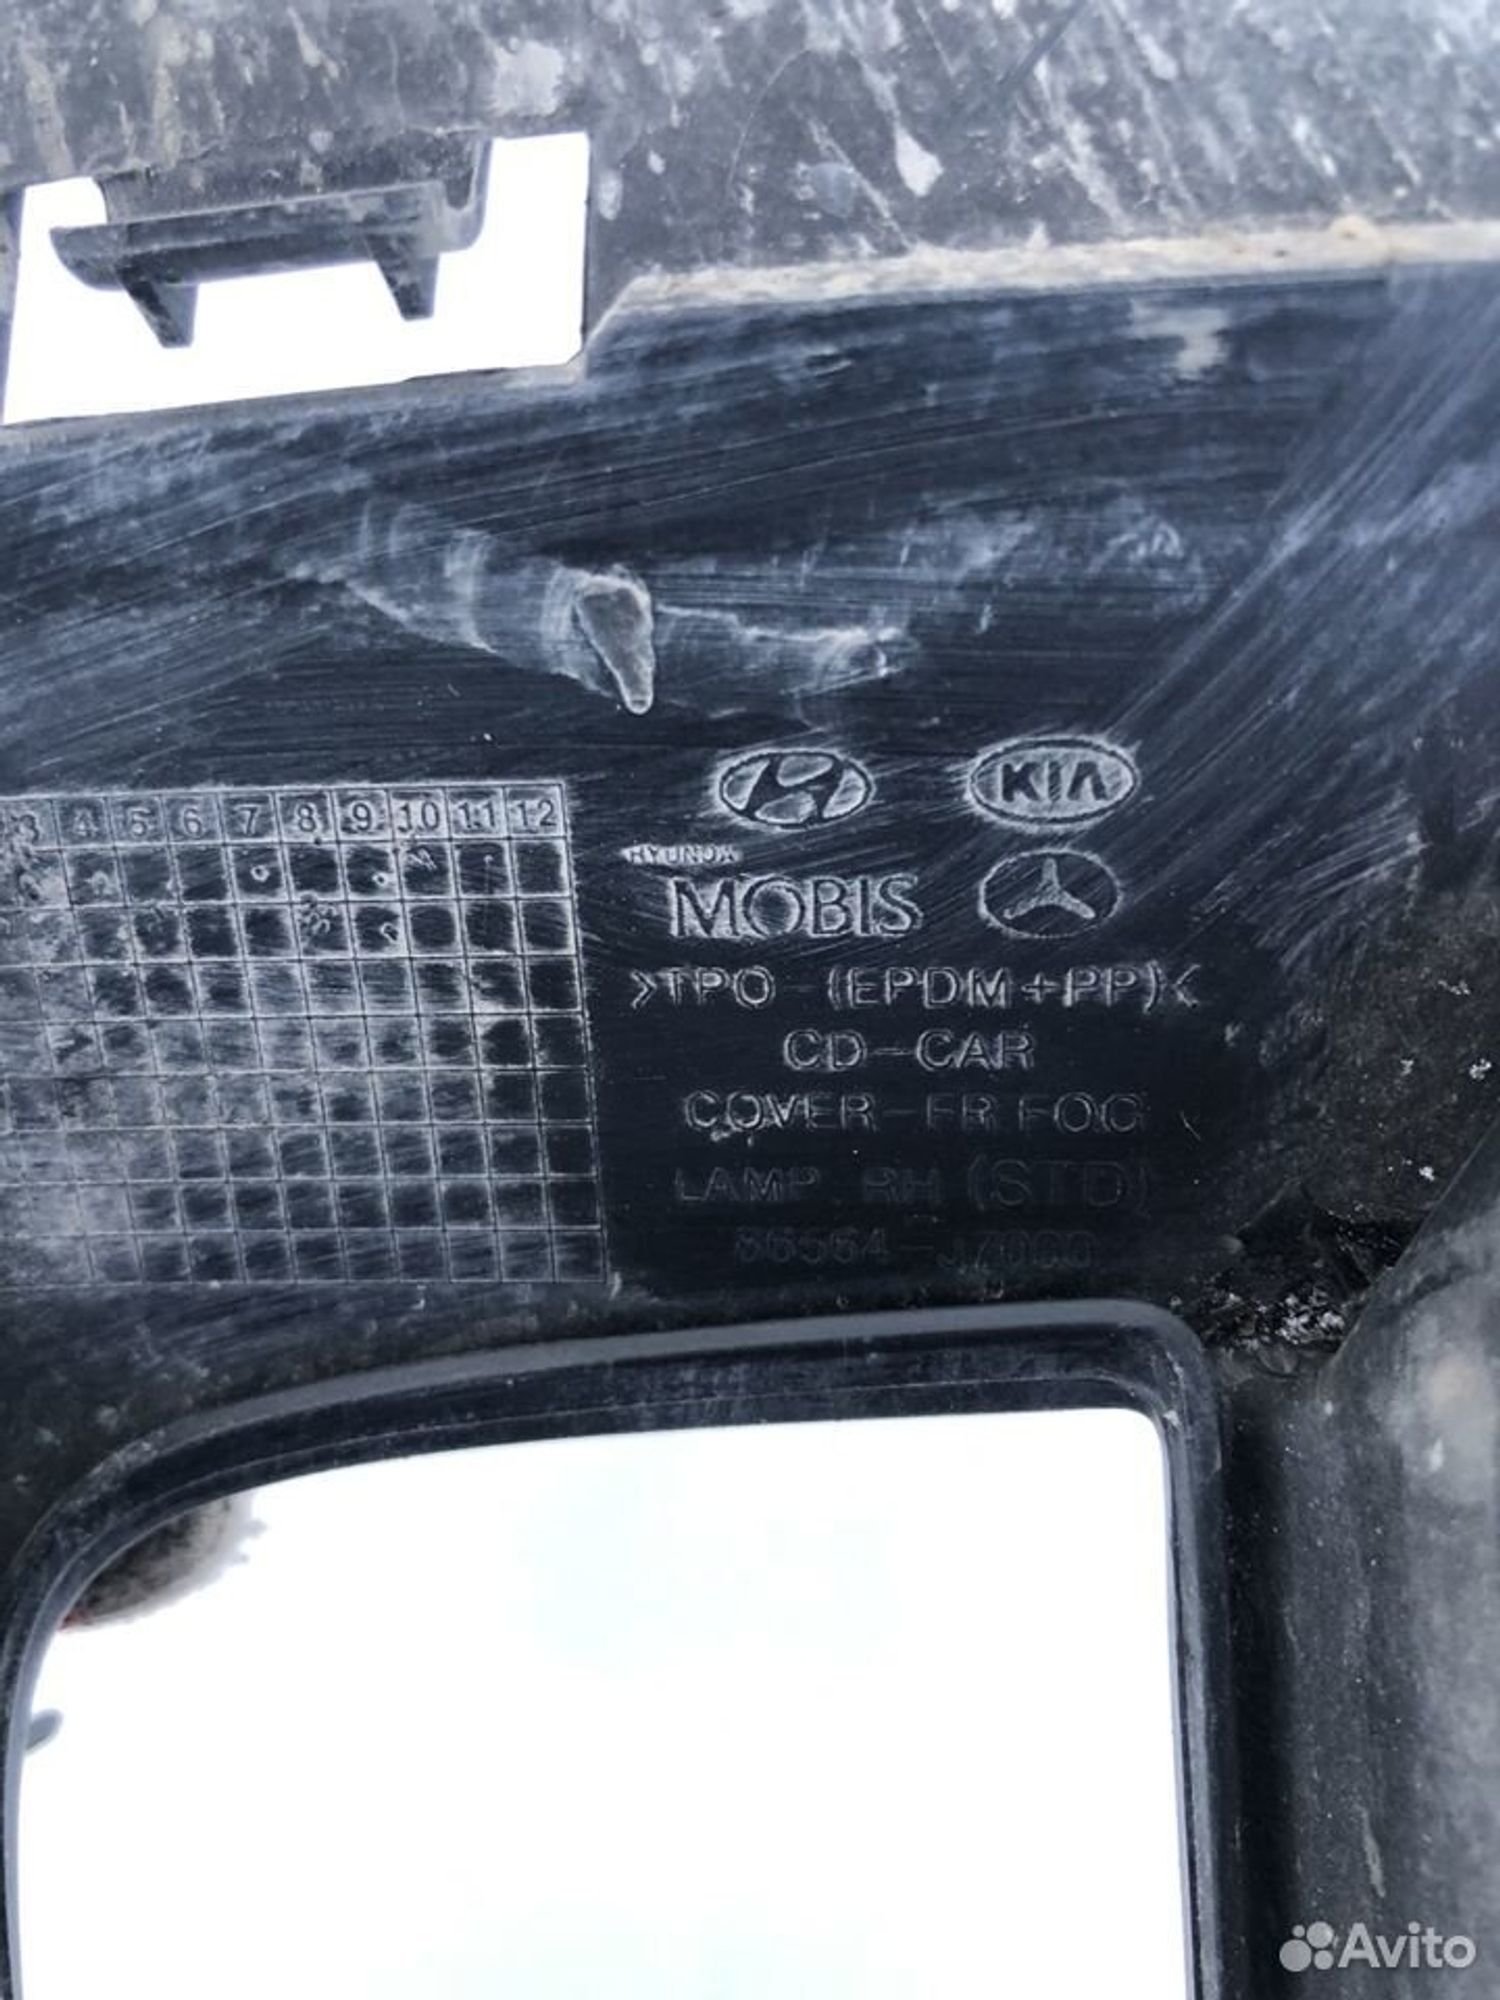 KIA
3 4 5 6 7 8 9 10 11 12
HYUNDAI
MOBIS
>TPO (EPDM+PP)<
CD-CAR
COVER-FR FOG
LAMP RH (STD)
86564-J7000
Avito